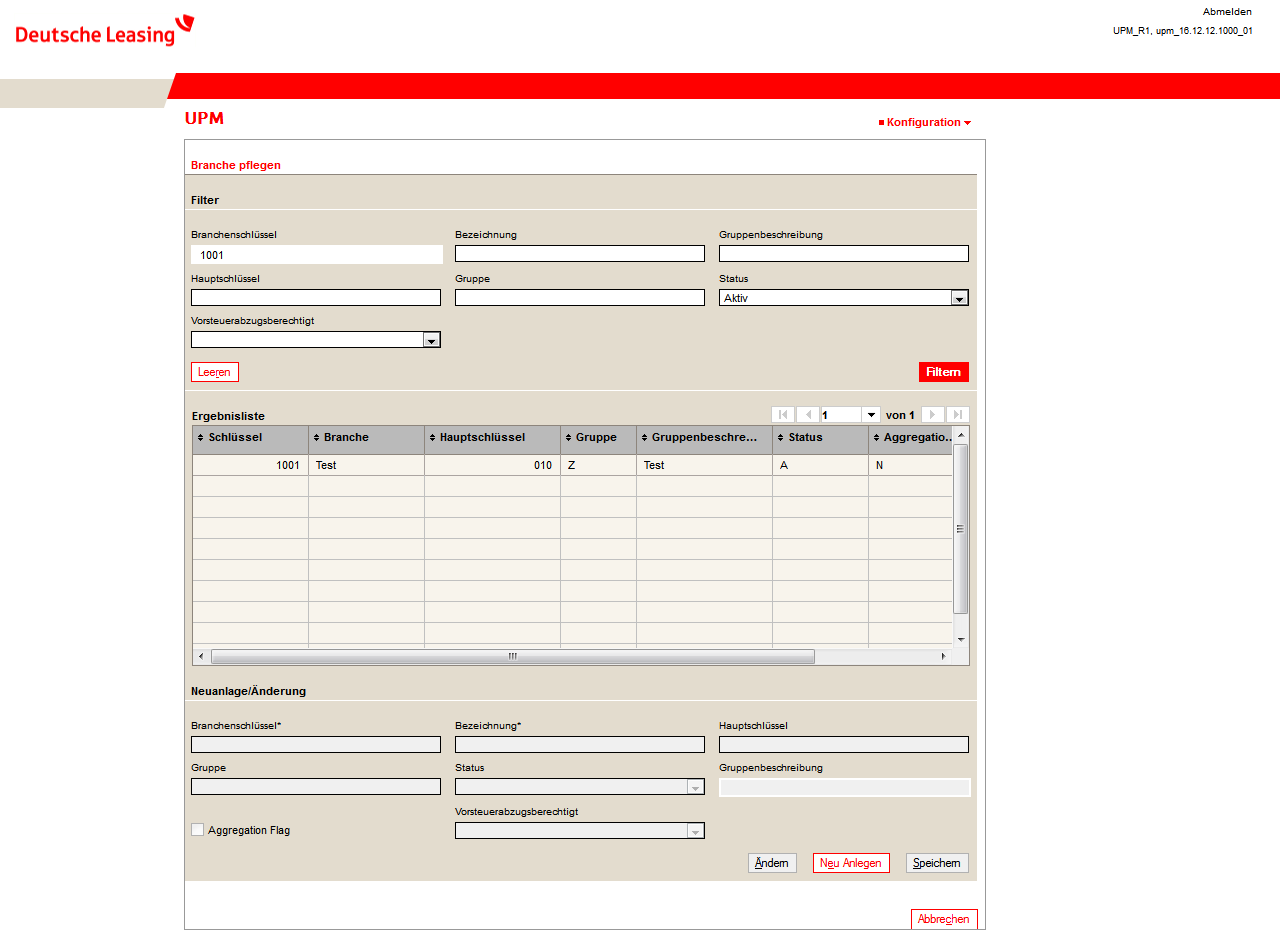 Abmelden
Deutsche Leasing
UPM_R1, upm_16.12.12.1000_01
UPM
Konfiguration
Branche pflegen
Filter
Branchenschlüssel Bezeichnung Gruppenbeschreibung
1001
Hauptschlüssel Gruppe Status
Aktiv
Vorsteuerabzugsberechtigt
Leeren Filtern
Ergebnisliste 1 von 1
Schlüssel Branche Hauptschlüssel Gruppe Gruppenbeschre... Status Aggregatio...
1001 Test 010 Z Test A N
Neuanlage/Änderung
Branchenschlüssel* Bezeichnung* Hauptschlüssel
Gruppe Status Gruppenbeschreibung
Vorsteuerabzugsberechtigt
Aggregation Flag
Ändern Neu Anlegen Speichern
Abbrechen